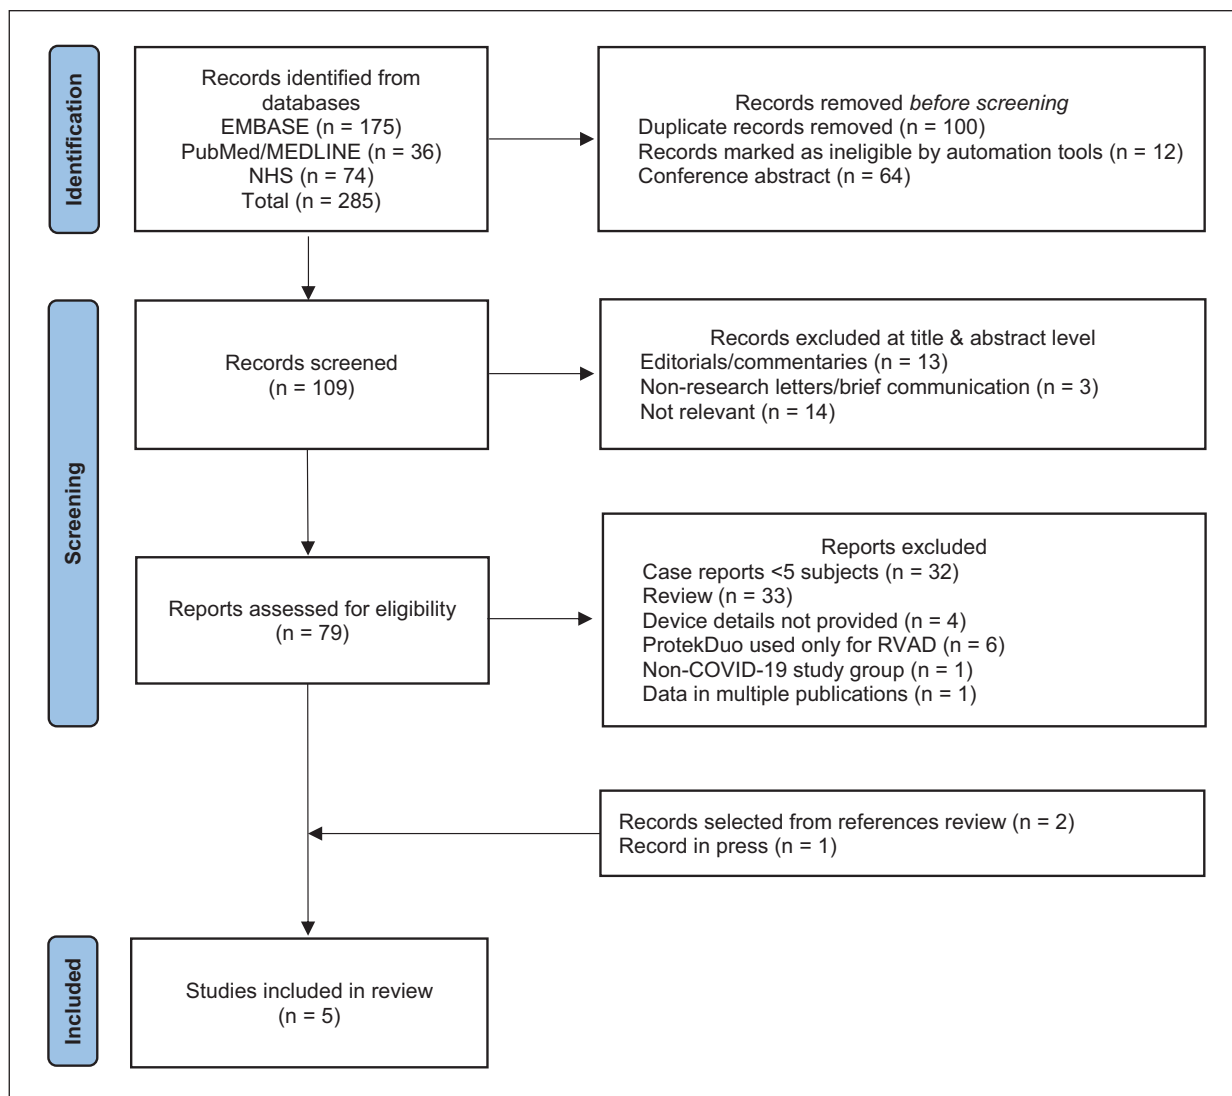 Identification
Records identified from
databases
EMBASE (n = 175)
PubMed/MEDLINE (n = 36)
NHS (n = 74)
Total (n = 285)
Records removed before screening
Duplicate records removed (n = 100)
Records marked as ineligible by automation tools (n = 12)
Conference abstract (n = 64)
Screening
Records screened
(n = 109)
Records excluded at title & abstract level
Editorials/commentaries (n = 13)
Non-research letters/brief communication (n = 3)
Not relevant (n = 14)
Reports assessed for eligibility
(n = 79)
Reports excluded
Case reports <5 subjects (n = 32)
Review (n = 33)
Device details not provided (n = 4)
ProtekDuo used only for RVAD (n = 6)
Non-COVID-19 study group (n = 1)
Data in multiple publications (n = 1)
Records selected from references review (n = 2)
Record in press (n = 1)
Included
Studies included in review
(n = 5)